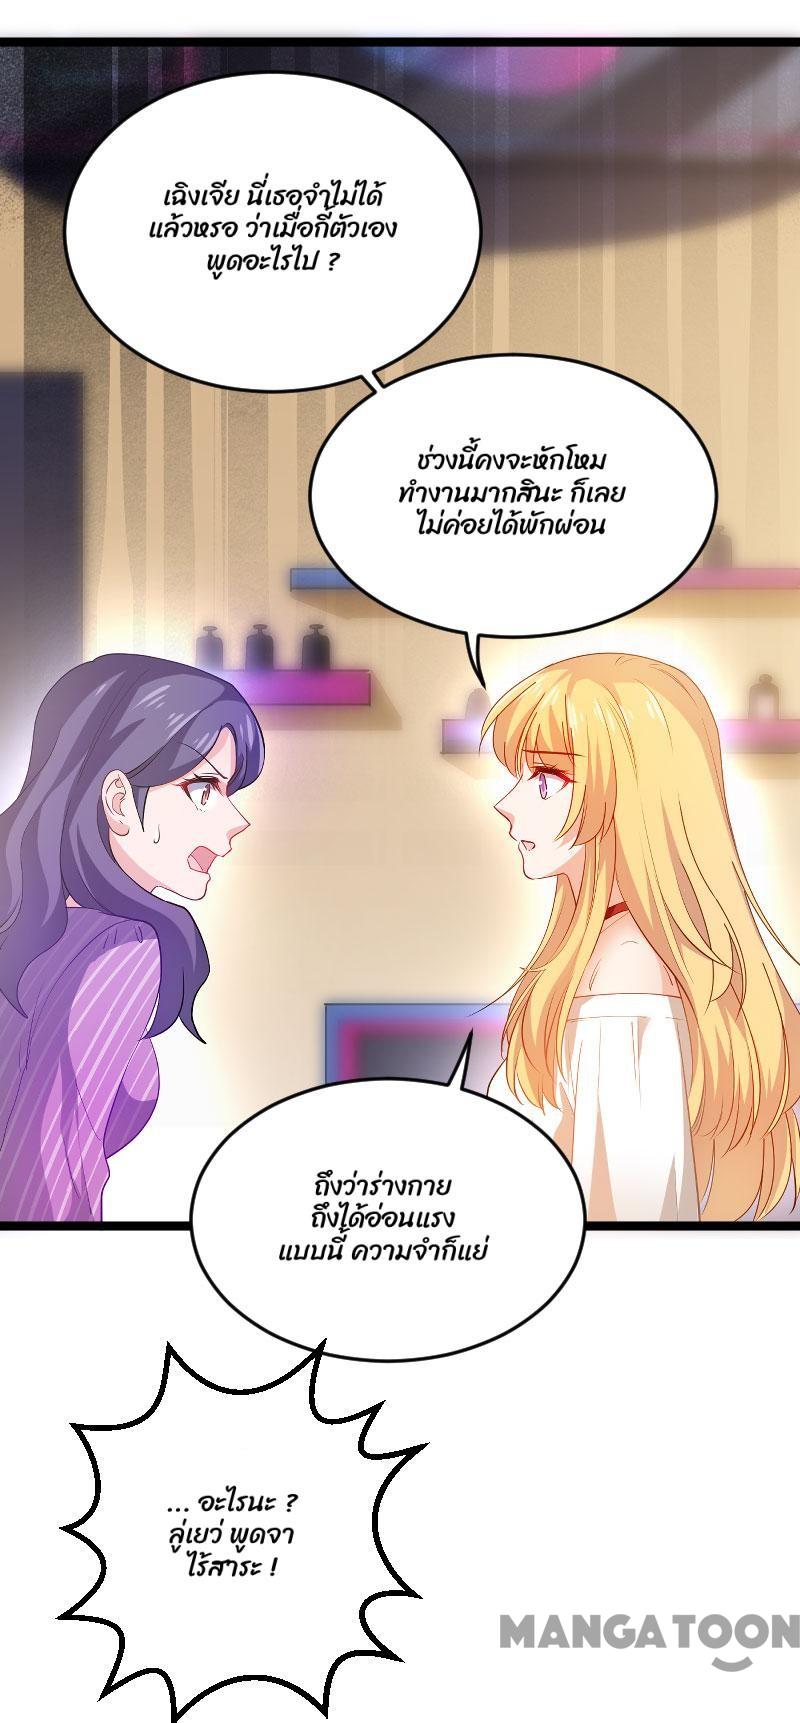 เฉิงเจีย นี่เธอจำไม่ได้
แล้วหรอ ว่าเมื่อกี้ตัวเอง
พูดอะไรไป ?
ช่วงนี้คงจะหักโหม
ทำงานมากสินะ ก็เลย
ไม่ค่อยได้พักผ่อน
ถึงว่าร่างกาย
ถึงได้อ่อนแรง
แบบนี้ ความจำก็แย่
... อะไรนะ ?
ลู่เยว่ พูดจา
ไร้สาระ !
MANGATOON